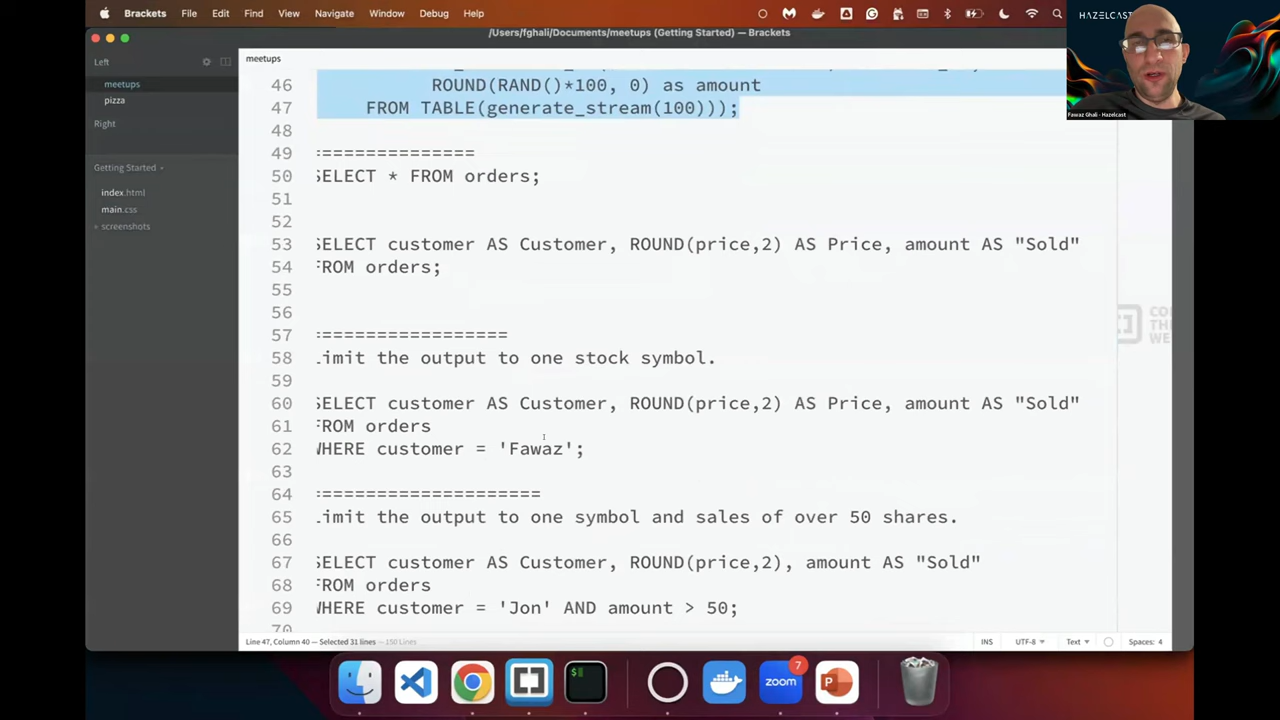 Brackets File Edit Find View Navigate Window Debug Help
/Users/fghali/Documents/meetups (Getting Started) — Brackets
HAZELCAST
Fawaz Ghali - Hazelcast
Left
meetups
pizza
Right
Getting Started
index.html
main.css
screenshots
meetups
46 ROUND(RAND()*100, 0) as amount
47 FROM TABLE(generate_stream(100)));
48
49 ==============
50 SELECT * FROM orders;
51
52
53 SELECT customer AS Customer, ROUND(price,2) AS Price, amount AS "Sold"
54 FROM orders;
55
56
57 =================
58 Limit the output to one stock symbol.
59
60 SELECT customer AS Customer, ROUND(price,2) AS Price, amount AS "Sold"
61 FROM orders
62 WHERE customer = 'Fawaz';
63
64 ====================
65 Limit the output to one symbol and sales of over 50 shares.
66
67 SELECT customer AS Customer, ROUND(price,2), amount AS "Sold"
68 FROM orders
69 WHERE customer = 'Jon' AND amount > 50;
70
Line 47, Column 40 — Selected 31 lines — 150 Lines
INS UTF-8 Text Spaces: 4
zoom
7